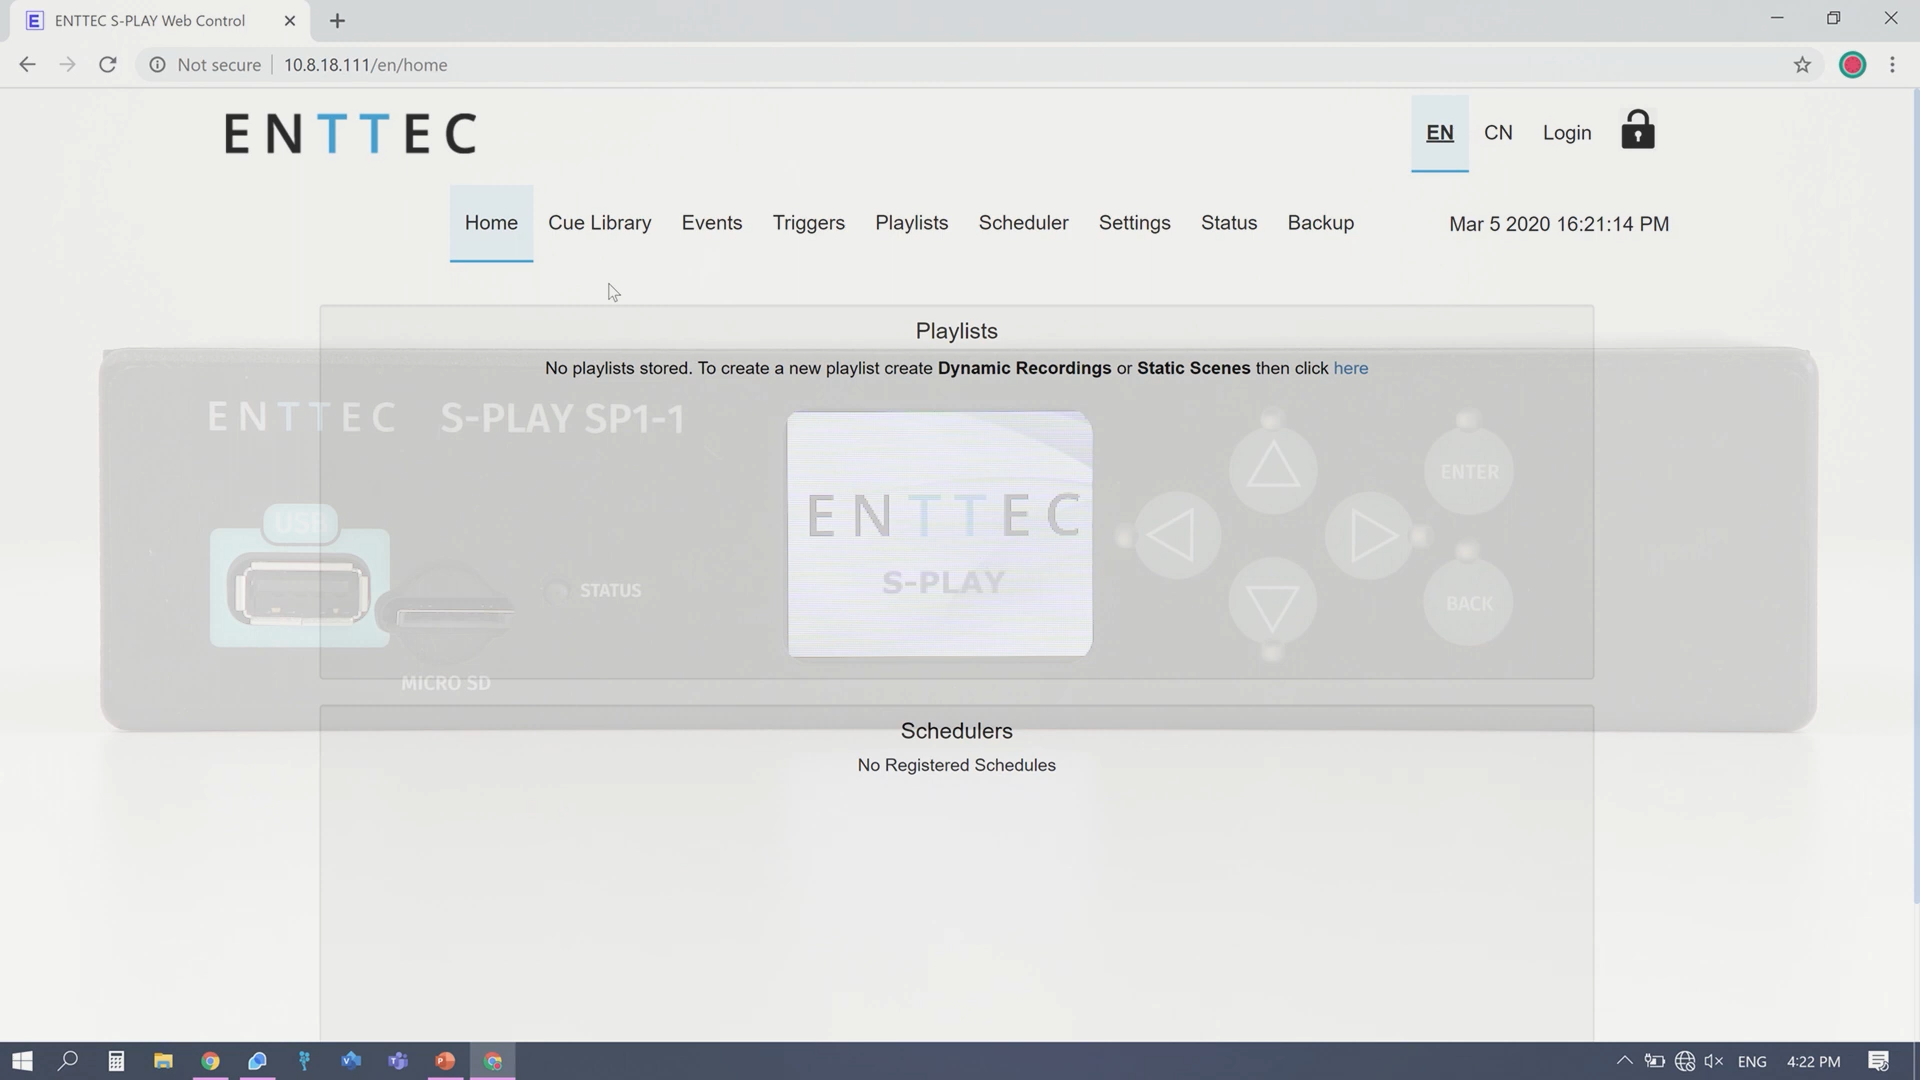 ENTTEC S-PLAY Web Control
Not secure
10.8.18.111/en/home
ENTTEC
EN
CN
Login
Home
Cue Library
Events
Triggers
Playlists
Scheduler
Settings
Status
Backup
Mar 5 2020 16:21:14 PM
Playlists
No playlists stored. To create a new playlist create Dynamic Recordings or Static Scenes then click here
ENTTEC
S-PLAY SP1-1
USB
STATUS
MICRO SD
ENTTEC
S-PLAY
ENTER
BACK
Schedulers
No Registered Schedules
ENG
4:22 PM